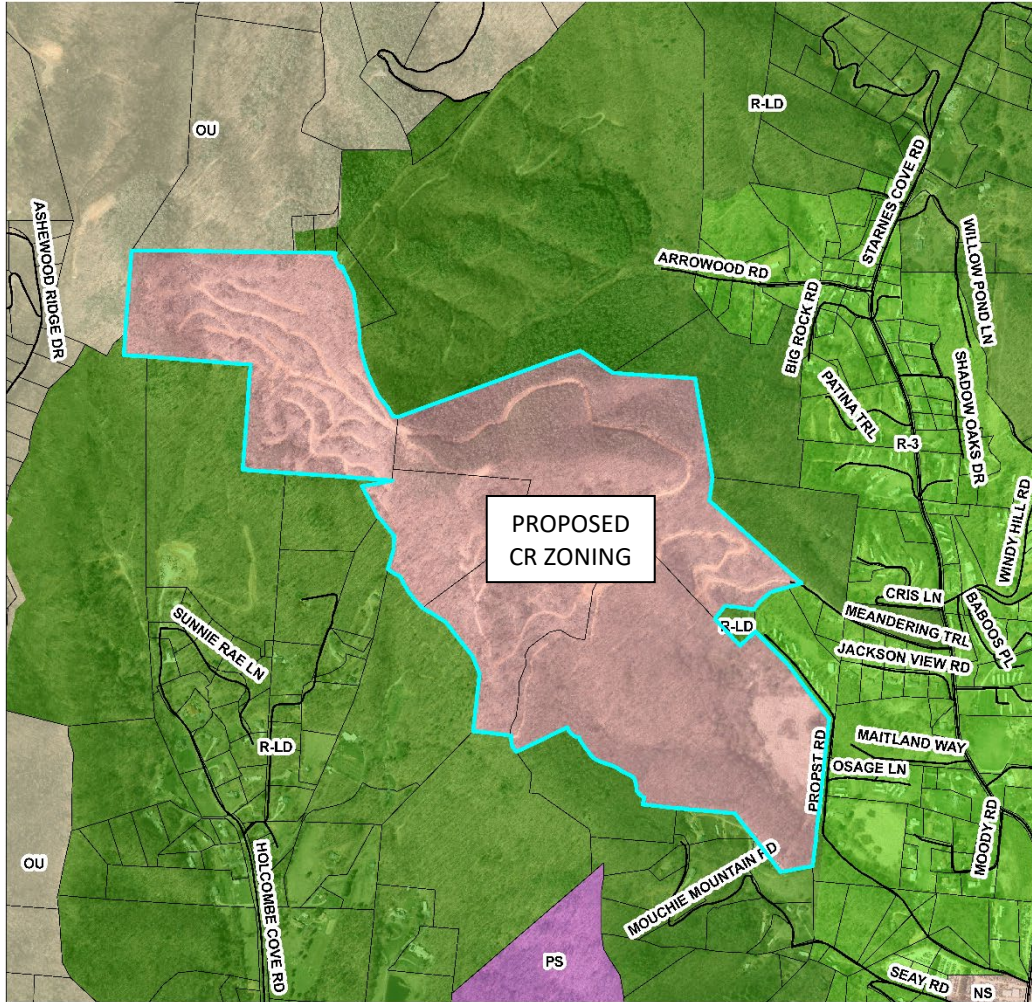 R-LD
OU
STARNES COVE RD
ASHEWOOD RIDGE DR
WILLOW POND LN
ARROWOOD RD
BIG ROCK RD
SHADOW OAKS DR
PATINA TRL
R-3
WINDY HILL RD
PROPOSED
CR ZONING
CRIS LN
BABOOS PL
MEANDERING TRL
R-LD
SUNNIE RAE LN
JACKSON VIEW RD
MAITLAND WAY
R-LD
PROPST RD
OSAGE LN
MOODY RD
OU
HOLCOMBE COVE RD
MOUCHIE MOUNTAIN RD
PS
SEAY RD
NS